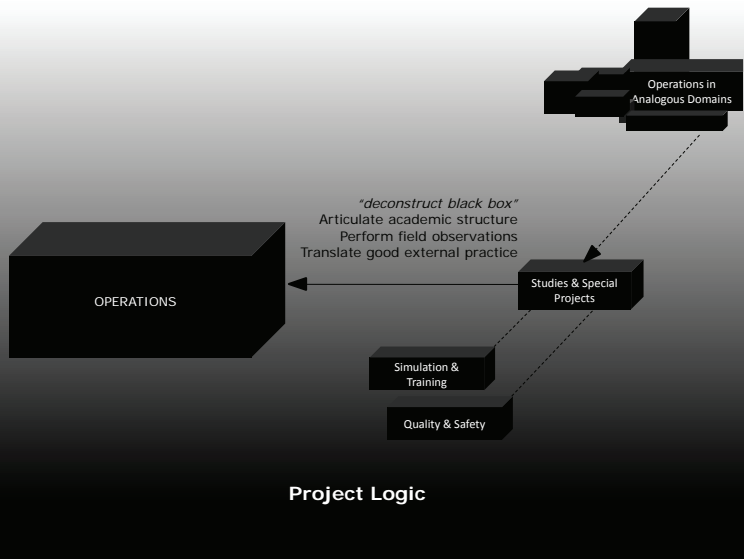 Operations in
Analogous Domains
“deconstruct black box”
Articulate academic structure
Perform field observations
Translate good external practice
Studies & Special
Projects
OPERATIONS
Simulation &
Training
Quality & Safety
Project Logic